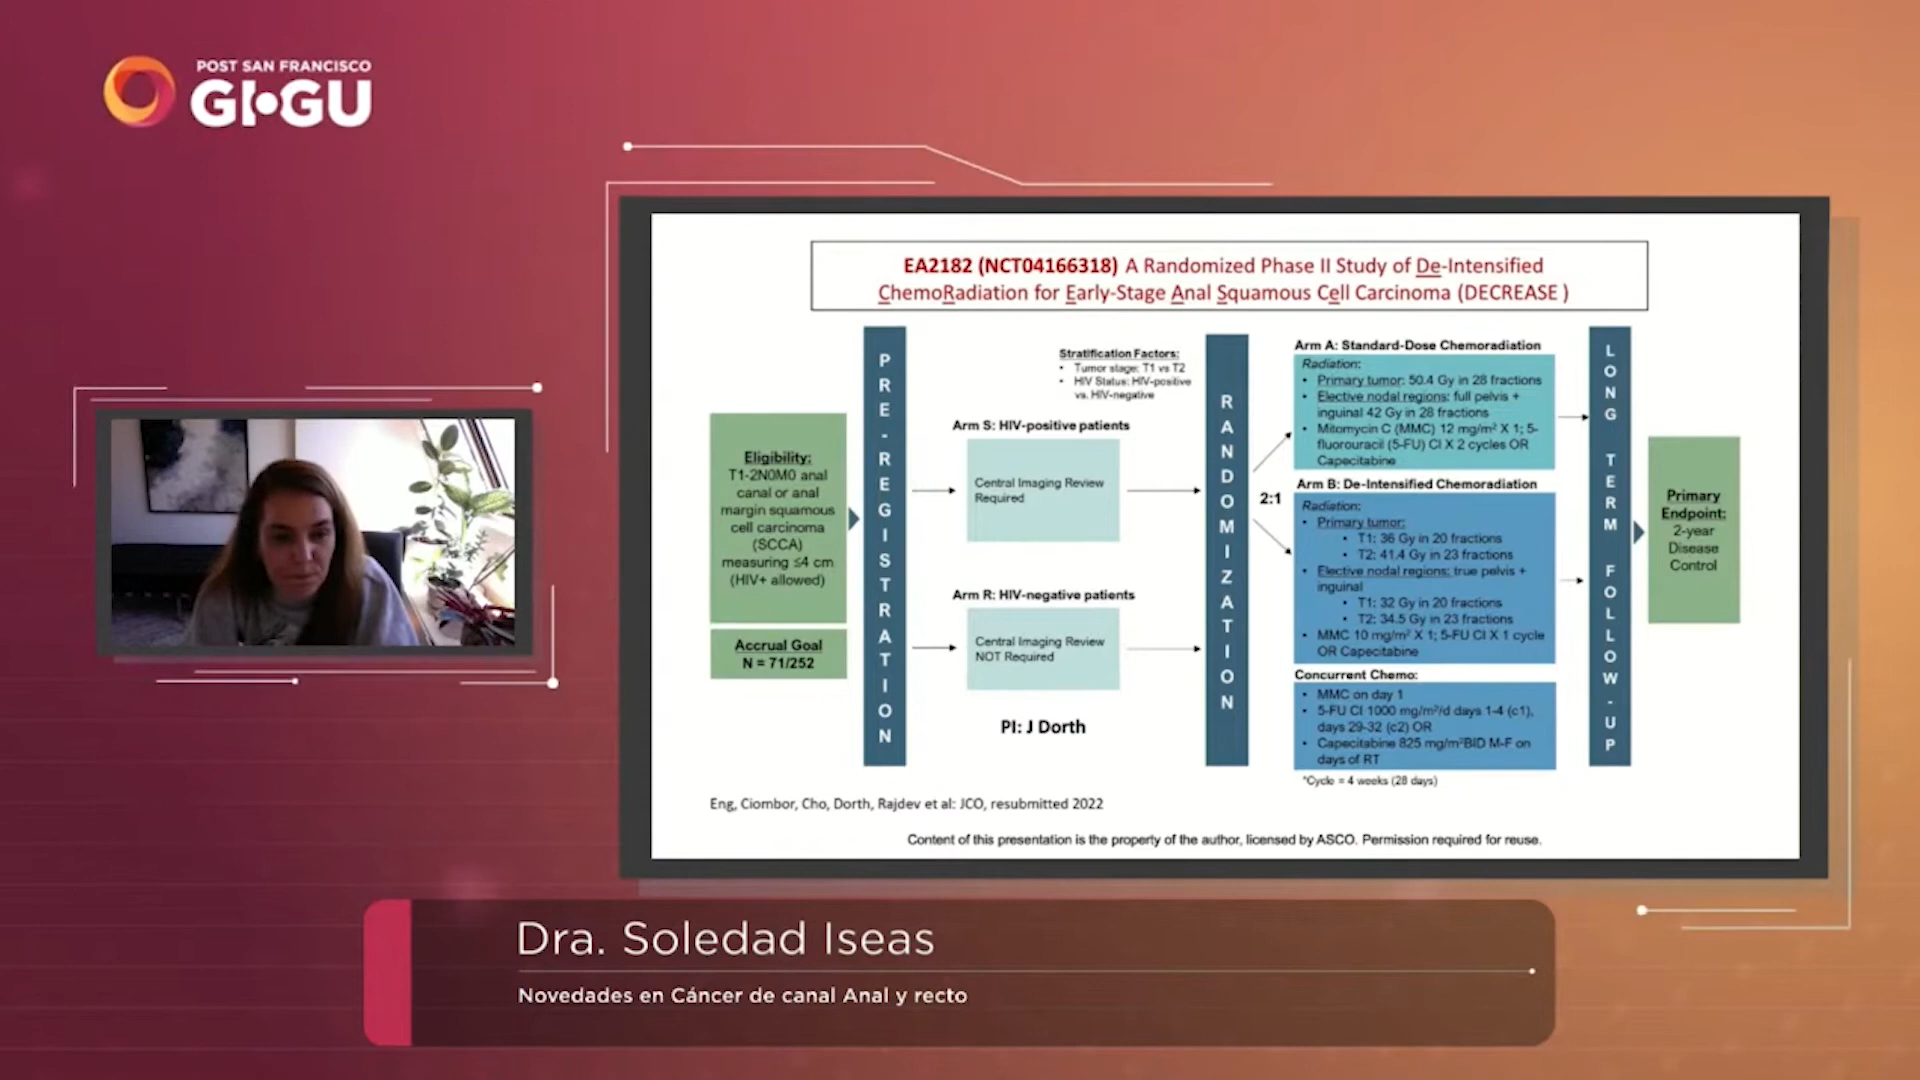 POST SAN FRANCISCO
GI•GU
EA2182 (NCT04166318) A Randomized Phase II Study of De-Intensified
ChemoRadiation for Early-Stage Anal Squamous Cell Carcinoma (DECREASE )
Eligibility:
T1-2N0M0 anal
canal or anal
margin squamous
cell carcinoma
(SCCA)
measuring ≤4 cm
(HIV+ allowed)
Accrual Goal
N = 71/252
PRE-REGISTRATION
Stratification Factors:
• Tumor stage: T1 vs T2
• HIV Status: HIV-positive
vs. HIV-negative
Arm S: HIV-positive patients
Central Imaging Review
Required
Arm R: HIV-negative patients
Central Imaging Review
NOT Required
PI: J Dorth
RANDOMIZATION
2:1
Arm A: Standard-Dose Chemoradiation
Radiation:
• Primary tumor: 50.4 Gy in 28 fractions
• Elective nodal regions: full pelvis +
inguinal 42 Gy in 28 fractions
• Mitomycin C (MMC) 12 mg/m² X 1; 5-
fluorouracil (5-FU) CI X 2 cycles OR
Capecitabine
Arm B: De-Intensified Chemoradiation
Radiation:
• Primary tumor:
• T1: 36 Gy in 20 fractions
• T2: 41.4 Gy in 23 fractions
• Elective nodal regions: true pelvis +
inguinal
• T1: 32 Gy in 20 fractions
• T2: 34.5 Gy in 23 fractions
• MMC 10 mg/m² X 1; 5-FU CI X 1 cycle
OR Capecitabine
Concurrent Chemo:
• MMC on day 1
• 5-FU CI 1000 mg/m²/d days 1-4 (c1),
days 29-32 (c2) OR
• Capecitabine 825 mg/m²BID M-F on
days of RT
*Cycle = 4 weeks (28 days)
LONG TERM FOLLOW-UP
Primary
Endpoint:
2-year
Disease
Control
Eng, Ciombor, Cho, Dorth, Rajdev et al: JCO, resubmitted 2022
Content of this presentation is the property of the author, licensed by ASCO. Permission required for reuse.
Dra. Soledad Iseas
Novedades en Cáncer de canal Anal y recto